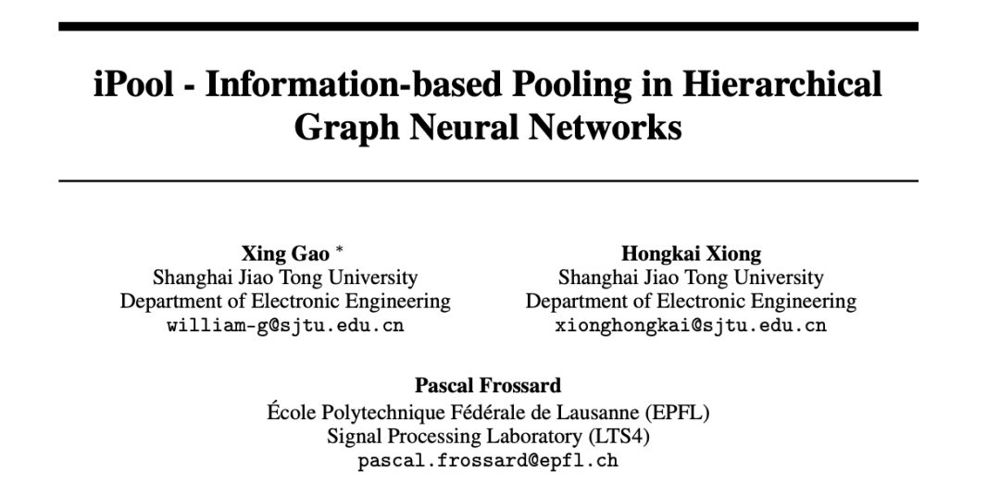 iPool - Information-based Pooling in Hierarchical
Graph Neural Networks
Xing Gao *
Shanghai Jiao Tong University
Department of Electronic Engineering
william-g@sjtu.edu.cn
Hongkai Xiong
Shanghai Jiao Tong University
Department of Electronic Engineering
xionghongkai@sjtu.edu.cn
Pascal Frossard
École Polytechnique Fédérale de Lausanne (EPFL)
Signal Processing Laboratory (LTS4)
pascal.frossard@epfl.ch